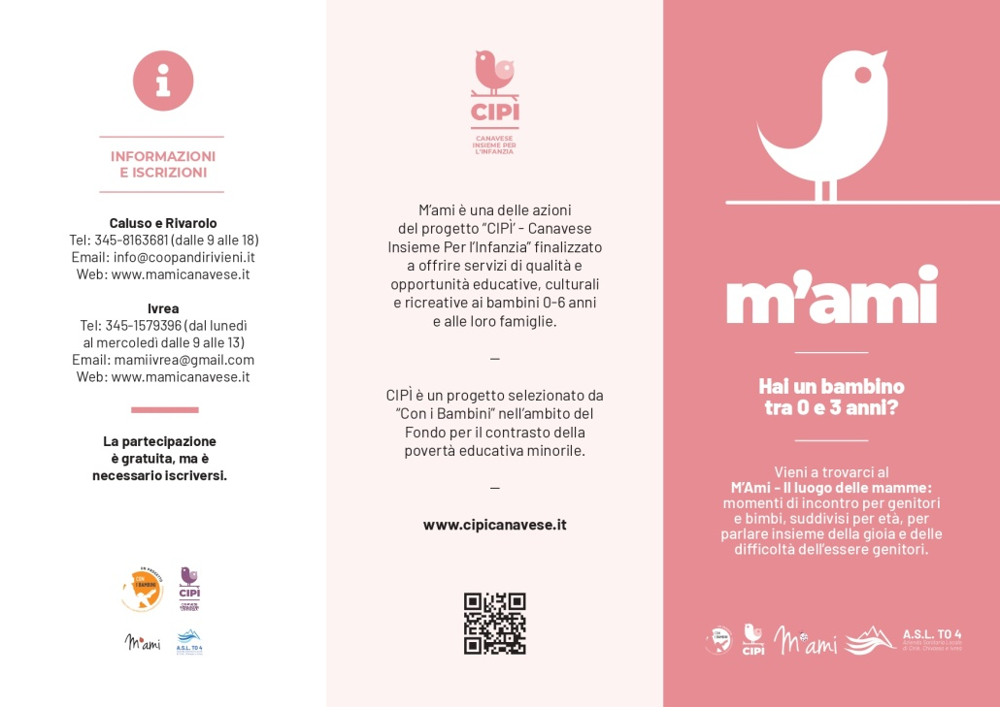 INFORMAZIONI
E ISCRIZIONI
Caluso e Rivarolo
Tel: 345-8163681 (dalle 9 alle 18)
Email: info@coopandirivieni.it
Web: www.mamicanavese.it
Ivrea
Tel: 345-1579396 (dal lunedì
al mercoledì dalle 9 alle 13)
Email: mamiivrea@gmail.com
Web: www.mamicanavese.it
La partecipazione
è gratuita, ma è
necessario iscriversi.
CON
I BAMBINI
CIPÌ
M'ami
A.S.L. TO 4
CIPÌ
CANAVESE
INSIEME PER
L'INFANZIA
M'ami è una delle azioni
del progetto "CIPÌ' - Canavese
Insieme Per l'Infanzia" finalizzato
a offrire servizi di qualità e
opportunità educative, culturali
e ricreative ai bambini 0-6 anni
e alle loro famiglie.
—
CIPÌ è un progetto selezionato da
"Con i Bambini" nell'ambito del
Fondo per il contrasto della
povertà educativa minorile.
—
www.cipicanavese.it
m'ami
Hai un bambino
tra 0 e 3 anni?
Vieni a trovarci al
M'Ami - Il luogo delle mamme:
momenti di incontro per genitori
e bimbi, suddivisi per età, per
parlare insieme della gioia e delle
difficoltà dell'essere genitori.
CIPÌ
M'ami
A.S.L. TO 4
Azienda Sanitaria Locale
di Ciriè, Chivasso e Ivrea